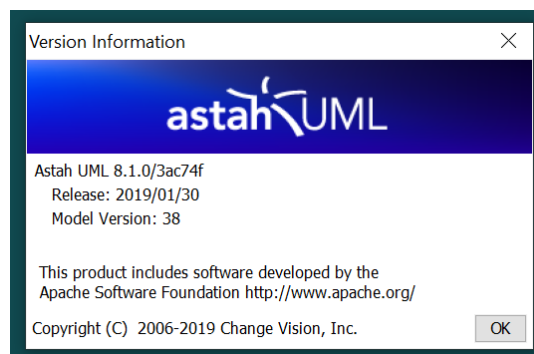 Version Information
astah UML
Astah UML 8.1.0/3ac74f
Release: 2019/01/30
Model Version: 38
This product includes software developed by the
Apache Software Foundation http://www.apache.org/
Copyright (C)  2006-2019 Change Vision, Inc.
OK